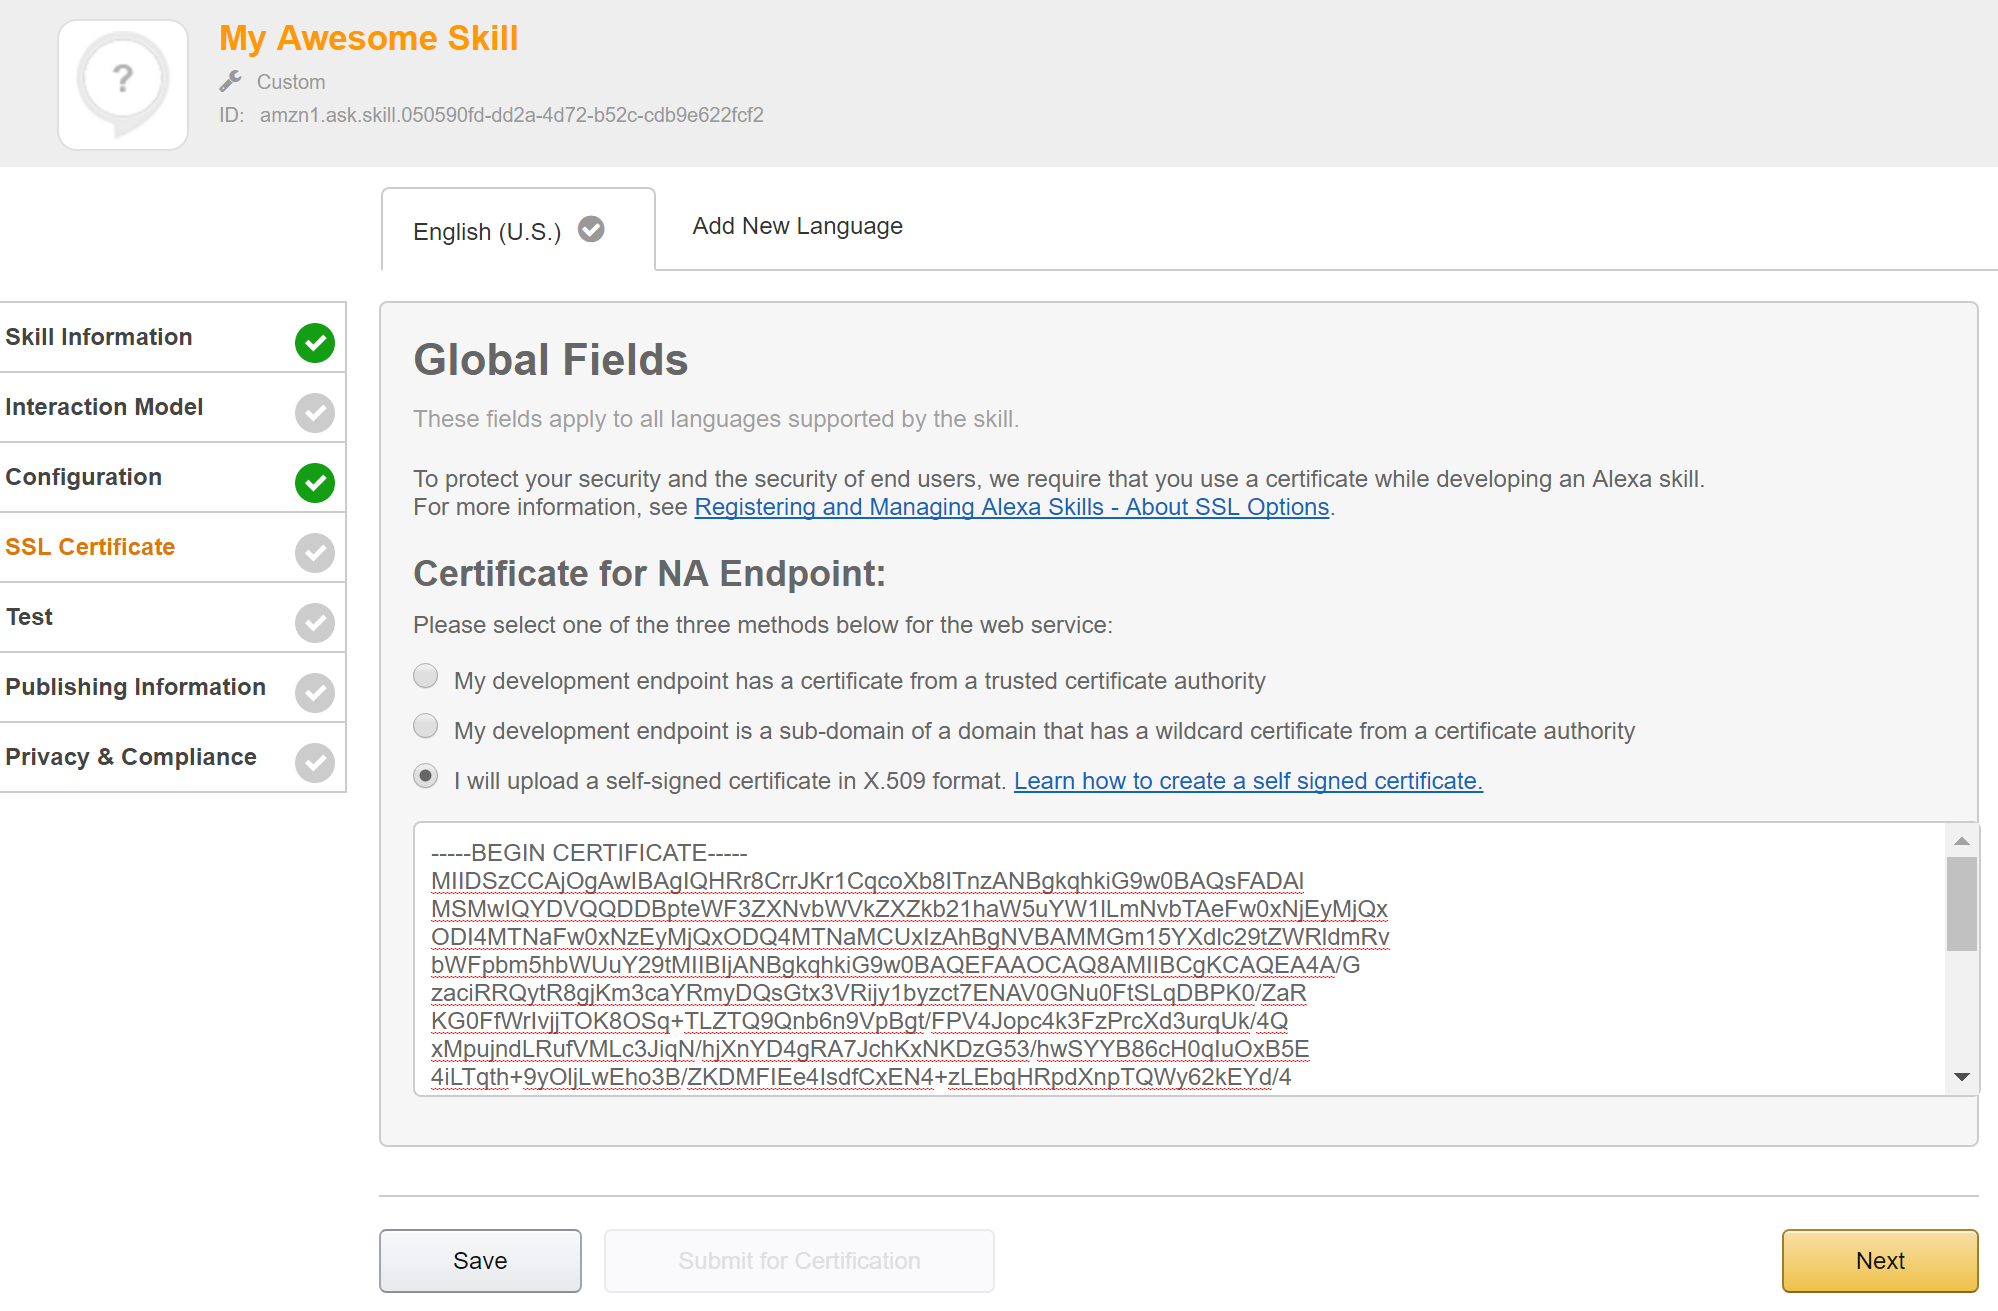 My Awesome Skill
?
Custom
ID: amzn1.ask.skill.050590fd-dd2a-4d72-b52c-cdb9e622fcf2
English (U.S.)
Add New Language
Skill Information
Interaction Model
Configuration
SSL Certificate
Test
Publishing Information
Privacy & Compliance
Global Fields
These fields apply to all languages supported by the skill.
To protect your security and the security of end users, we require that you use a certificate while developing an Alexa skill.
For more information, see Registering and Managing Alexa Skills - About SSL Options.
Certificate for NA Endpoint:
Please select one of the three methods below for the web service:
My development endpoint has a certificate from a trusted certificate authority
My development endpoint is a sub-domain of a domain that has a wildcard certificate from a certificate authority
I will upload a self-signed certificate in X.509 format. Learn how to create a self signed certificate.
-----BEGIN CERTIFICATE-----
MIIDSzCCAjOgAwIBAgIQHRr8CrrJKr1CqcoXb8ITnzANBgkqhkiG9w0BAQsFADAl
MSMwIQYDVQQDDBpteWF3ZXNvbWVkZXZkb21haW5uYW1lLmNvbTAeFw0xNjEyMjQx
ODI4MTNaFw0xNzEyMjQxODQ4MTNaMCUxIzAhBgNVBAMMGm15YXdlc29tZWRldmRv
bWFpbm5hbWUuY29tMIIBIjANBgkqhkiG9w0BAQEFAAOCAQ8AMIIBCgKCAQEA4A/G
zaciRRQytR8gjKm3caYRmyDQsGtx3VRijy1byzct7ENAV0GNu0FtSLqDBPK0/ZaR
KG0FfWrIvjjTOK8OSq+TLZTQ9Qnb6n9VpBgt/FPV4Jopc4k3FzPrcXd3urqUk/4Q
xMpujndLRufVMLc3JiqN/hjXnYD4gRA7JchKxNKDzG53/hwSYYB86cH0qIuOxB5E
4iLTqth+9yOljLwEho3B/ZKDMFIEe4IsdfCxEN4+zLEbqHRpdXnpTQWy62kEYd/4
Save
Submit for Certification
Next